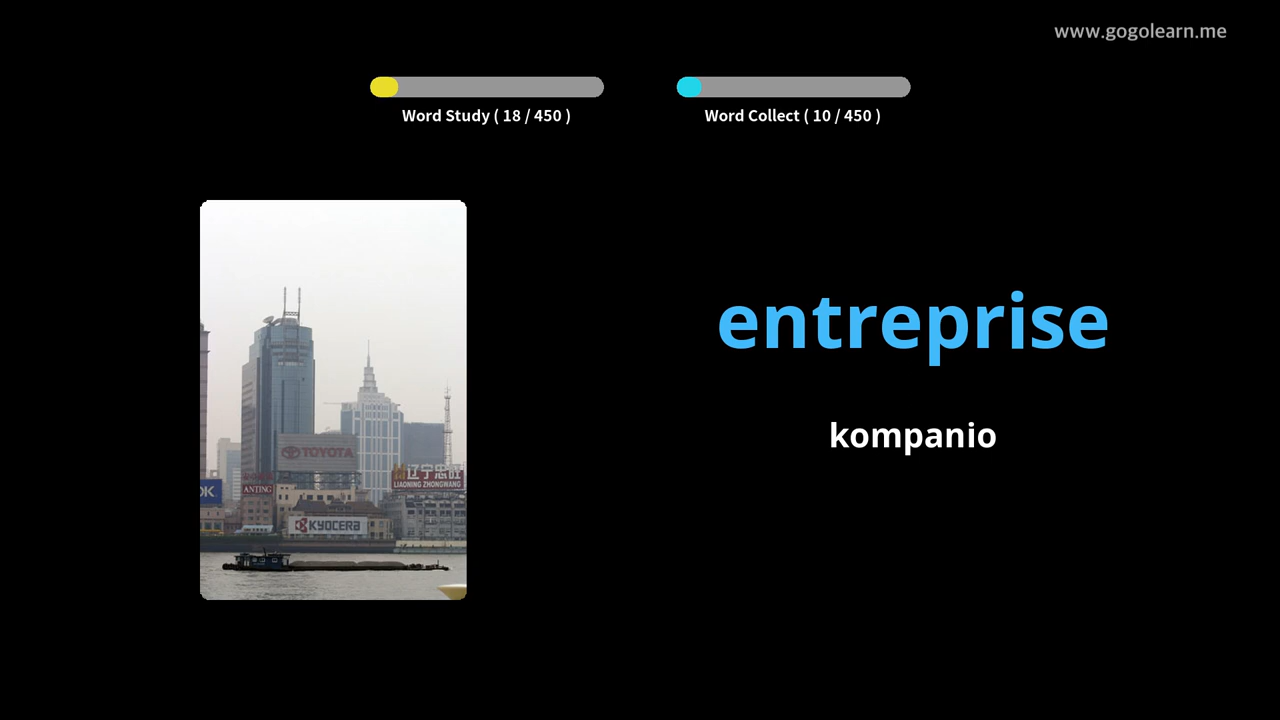 www.gogolearn.me
Word Study ( 18 / 450 )
Word Collect ( 10 / 450 )
entreprise
kompanio
TOYOTA
辽宁忠旺
LIAONING ZHONGWANG
OK
ANTING
KYOCERA